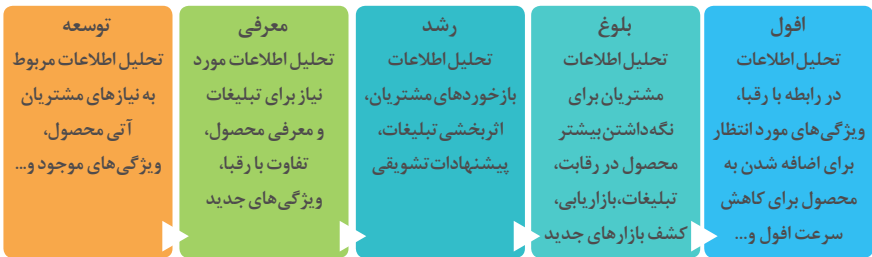 توسعه
تحلیل اطلاعات مربوط
به نیازهای مشتریان
آتی محصول،
ویژگی‌های موجود و...
معرفی
تحلیل اطلاعات مورد
نیاز برای تبلیغات
و معرفی محصول،
تفاوت با رقبا،
ویژگی‌های جدید
رشد
تحلیل اطلاعات
بازخوردهای مشتریان،
اثربخشی تبلیغات،
پیشنهادات تشویقی
بلوغ
تحلیل اطلاعات
مشتریان برای
نگه‌داشتن بیشتر
محصول در رقابت،
تبلیغات،بازاریابی،
کشف بازارهای جدید
افول
تحلیل اطلاعات
در رابطه با رقبا،
ویژگی‌های مورد انتظار
برای اضافه شدن به
محصول برای کاهش
سرعت افول و...